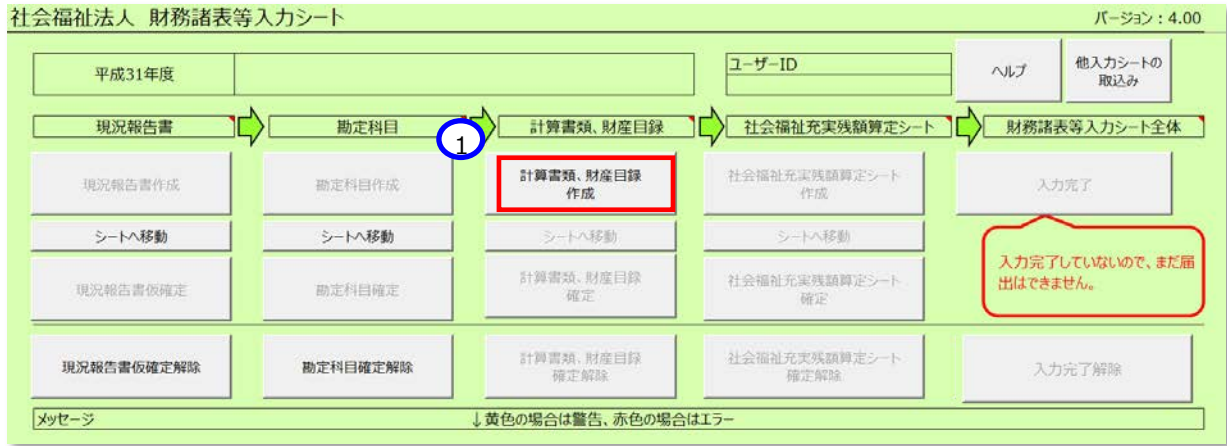 社会福祉法人 財務諸表等入力シート
バージョン：4.00
平成31年度
ユーザーID
ヘルプ
他入力シートの
取込み
現況報告書
勘定科目
1
計算書類、財産目録
社会福祉充実残額算定シート
財務諸表等入力シート全体
現況報告書作成
勘定科目作成
計算書類、財産目録
作成
社会福祉充実残額算定シート
作成
入力完了
シートへ移動
シートへ移動
シートへ移動
シートへ移動
入力完了していないので、まだ届
出はできません。
現況報告書仮確定
勘定科目確定
計算書類、財産目録
確定
社会福祉充実残額算定シート
確定
現況報告書仮確定解除
勘定科目確定解除
計算書類、財産目録
確定解除
社会福祉充実残額算定シート
確定解除
入力完了解除
メッセージ
↓黄色の場合は警告、赤色の場合はエラー